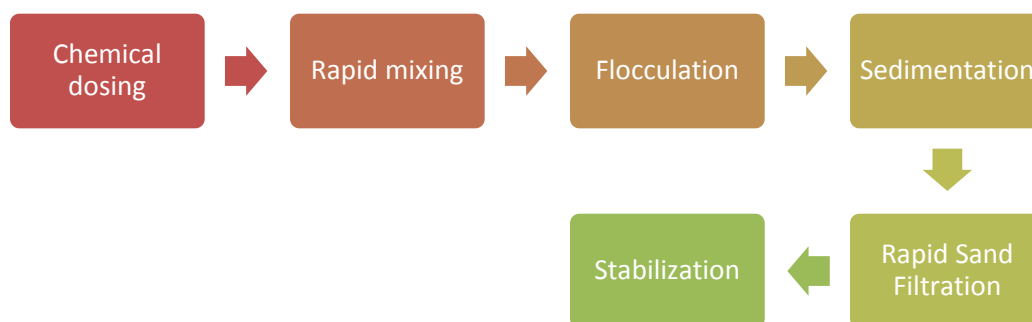 Chemical
dosing
Rapid mixing
Flocculation
Sedimentation
Rapid Sand
Filtration
Stabilization